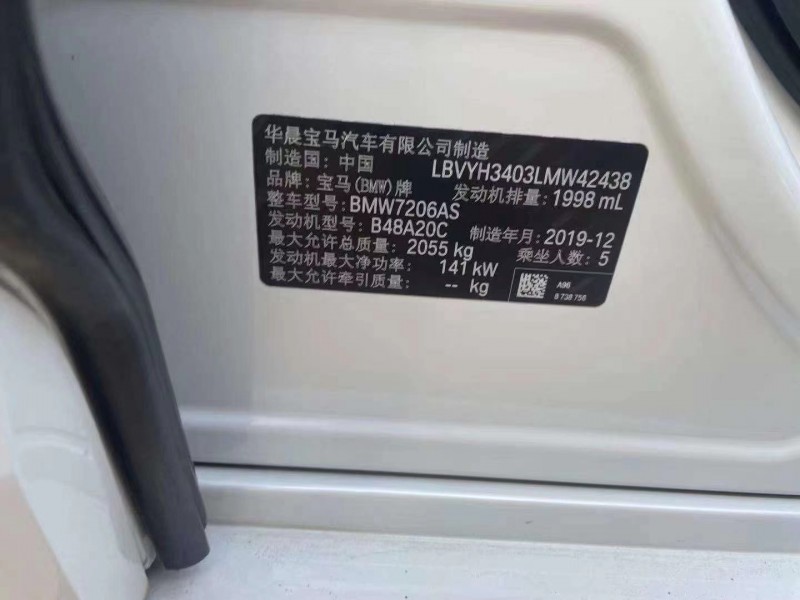 华晨宝马汽车有限公司制造
制造国: 中国 LBVYH3403LMW42438
品牌: 宝马(BMW)牌 发动机排量: 1998 mL
整车型号: BMW7206AS
发动机型号: B48A20C 制造年月: 2019-12
最大允许总质量: 2055 kg 乘坐人数: 5
发动机最大净功率: 141 kW
最大允许牵引质量: -- kg
A96
8 738 756